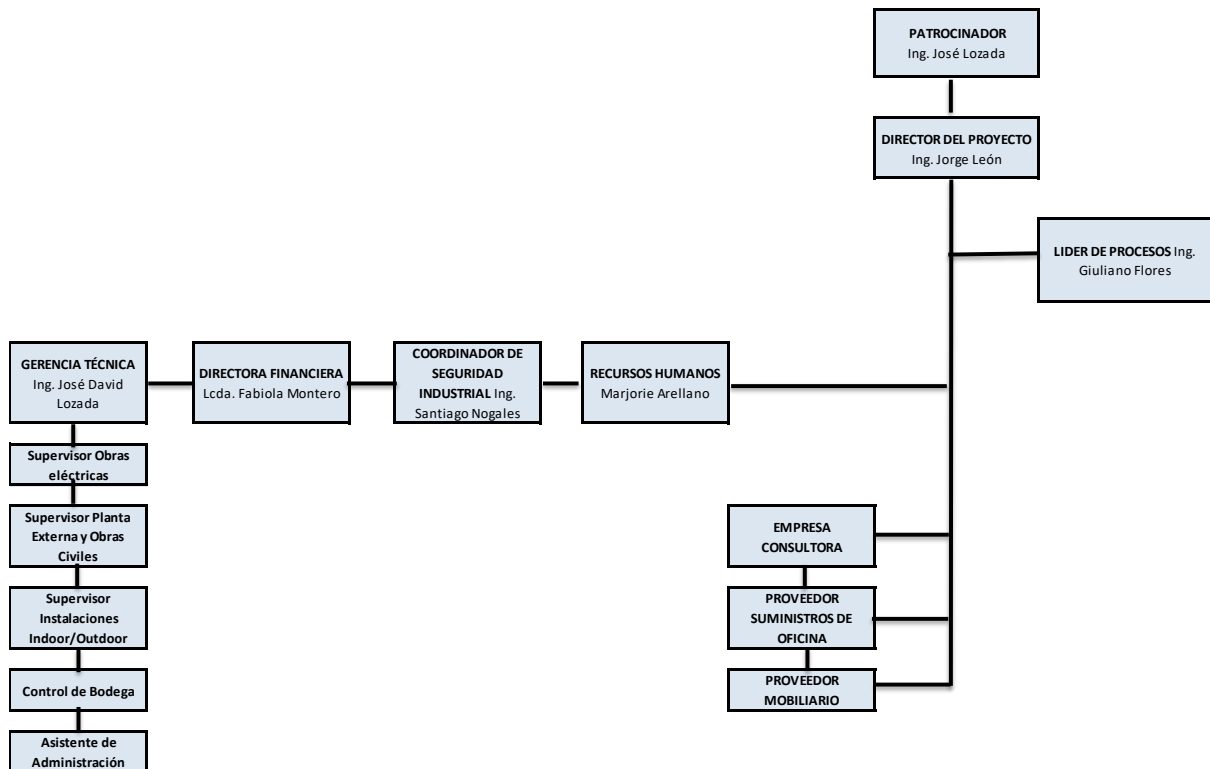 PATROCINADOR
Ing. José Lozada
DIRECTOR DEL PROYECTO
Ing. Jorge León
LIDER DE PROCESOS Ing.
Giuliano Flores
GERENCIA TÉCNICA
Ing. José David
Lozada
DIRECTORA FINANCIERA
Lcda. Fabiola Montero
COORDINADOR DE
SEGURIDAD
INDUSTRIAL Ing.
Santiago Nogales
RECURSOS HUMANOS
Marjorie Arellano
Supervisor Obras
eléctricas
Supervisor Planta
Externa y Obras
Civiles
Supervisor
Instalaciones
Indoor/Outdoor
Control de Bodega
Asistente de
Administración
EMPRESA
CONSULTORA
PROVEEDOR
SUMINISTROS DE
OFICINA
PROVEEDOR
MOBILIARIO